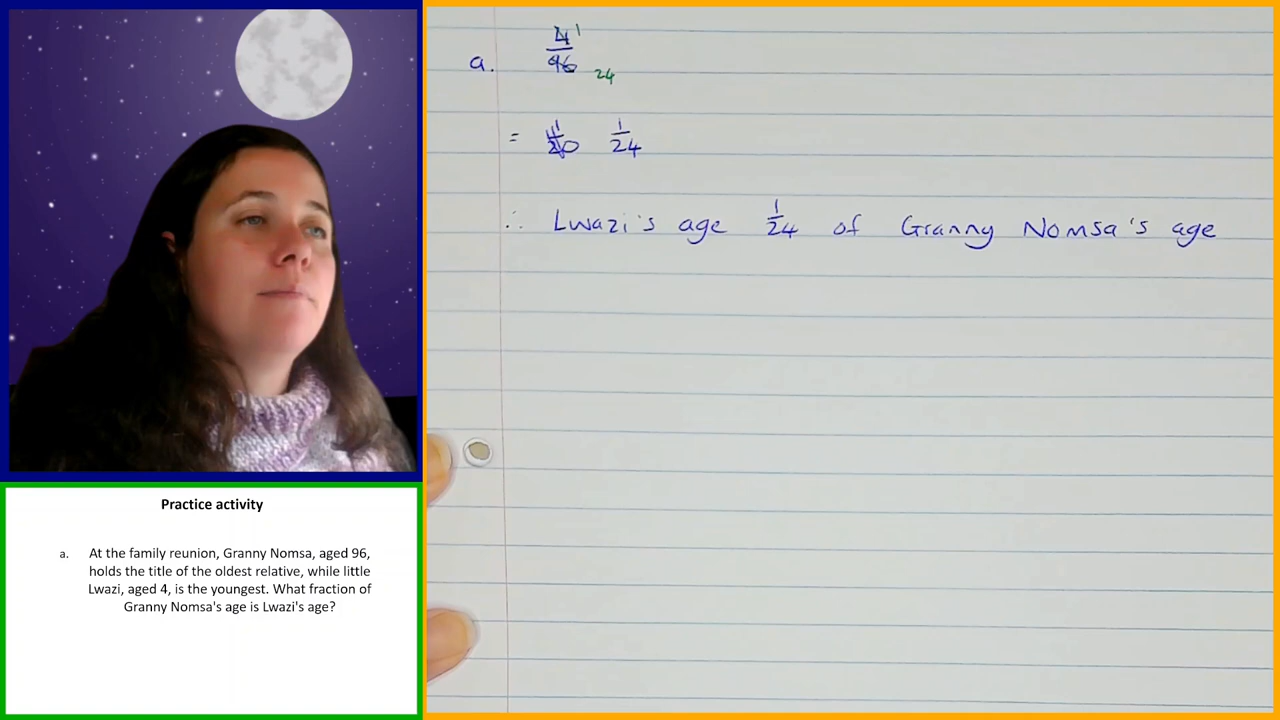 a. 4/96 1 24
= 1/24
∴ Lwazi's age 1/24 of Granny Nomsa's age
Practice activity
a. At the family reunion, Granny Nomsa, aged 96,
holds the title of the oldest relative, while little
Lwazi, aged 4, is the youngest. What fraction of
Granny Nomsa's age is Lwazi's age?